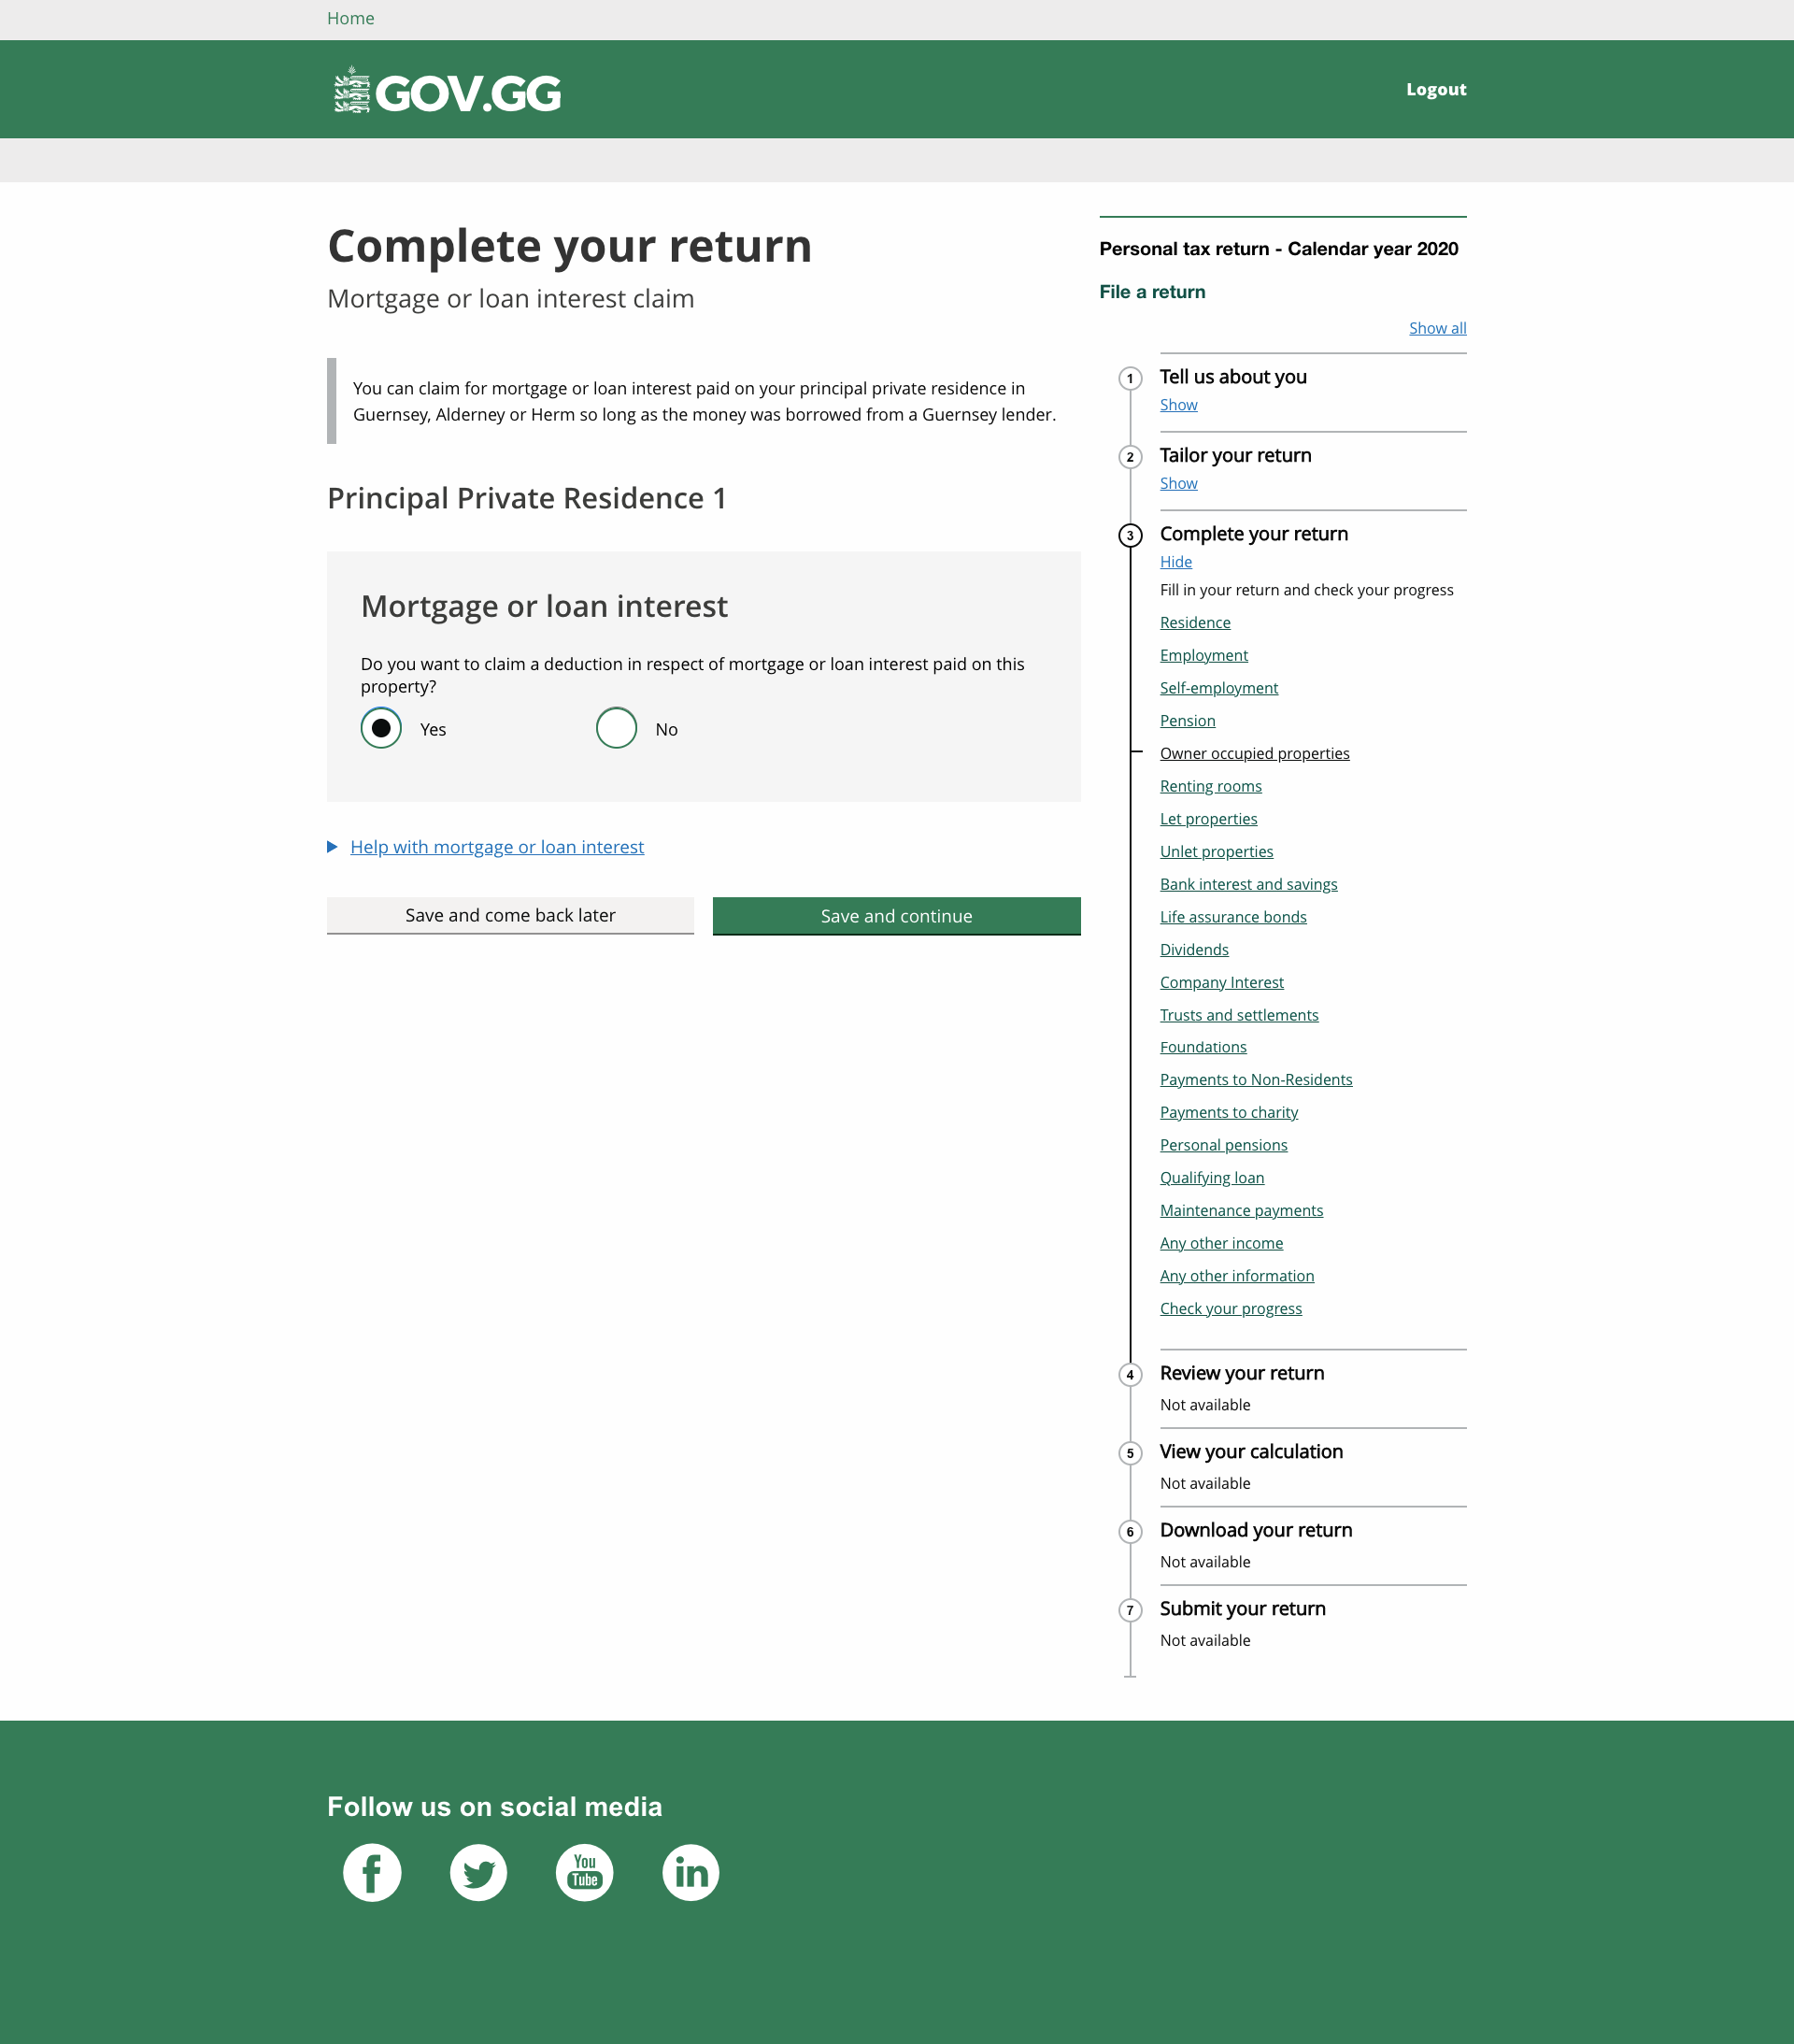 Home
GOV.GG
Logout
Complete your return
Mortgage or loan interest claim
You can claim for mortgage or loan interest paid on your principal private residence in
Guernsey, Alderney or Herm so long as the money was borrowed from a Guernsey lender.
Principal Private Residence 1
Mortgage or loan interest
Do you want to claim a deduction in respect of mortgage or loan interest paid on this
property?
Yes
No
Help with mortgage or loan interest
Save and come back later
Save and continue
Personal tax return - Calendar year 2020
File a return
Show all
1
Tell us about you
Show
2
Tailor your return
Show
3
Complete your return
Hide
Fill in your return and check your progress
Residence
Employment
Self-employment
Pension
Owner occupied properties
Renting rooms
Let properties
Unlet properties
Bank interest and savings
Life assurance bonds
Dividends
Company Interest
Trusts and settlements
Foundations
Payments to Non-Residents
Payments to charity
Personal pensions
Qualifying loan
Maintenance payments
Any other income
Any other information
Check your progress
4
Review your return
Not available
5
View your calculation
Not available
6
Download your return
Not available
7
Submit your return
Not available
Follow us on social media
f
You
Tube
in